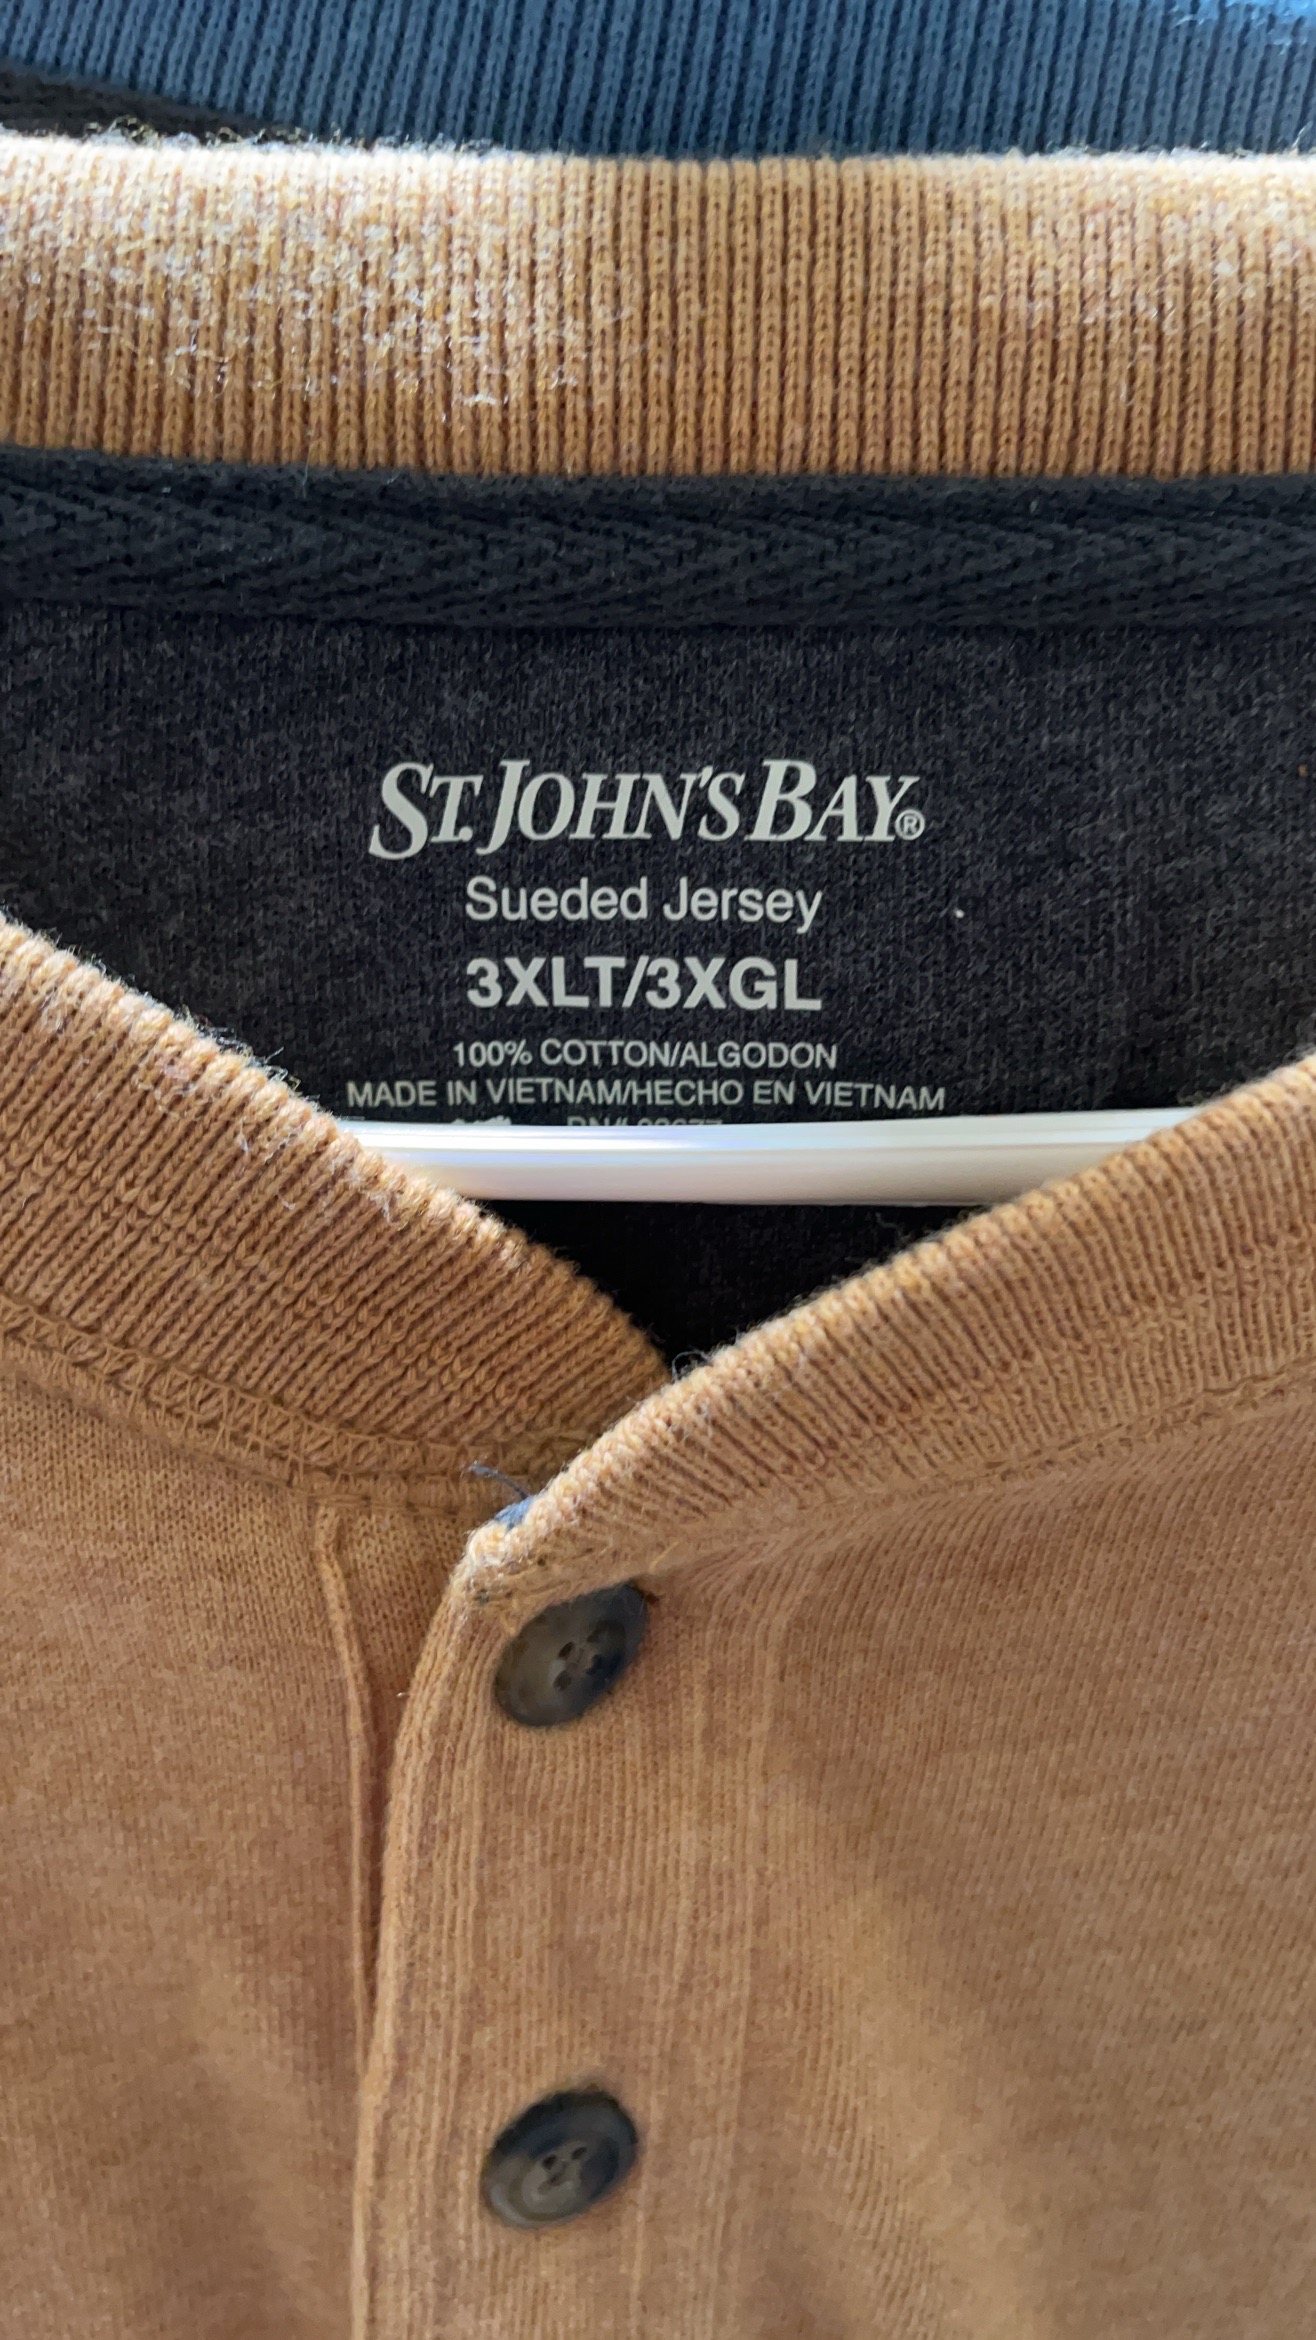 ST. JOHN'S BAY®
Sueded Jersey
3XLT/3XGL
100% COTTON/ALGODON
MADE IN VIETNAM/HECHO EN VIETNAM